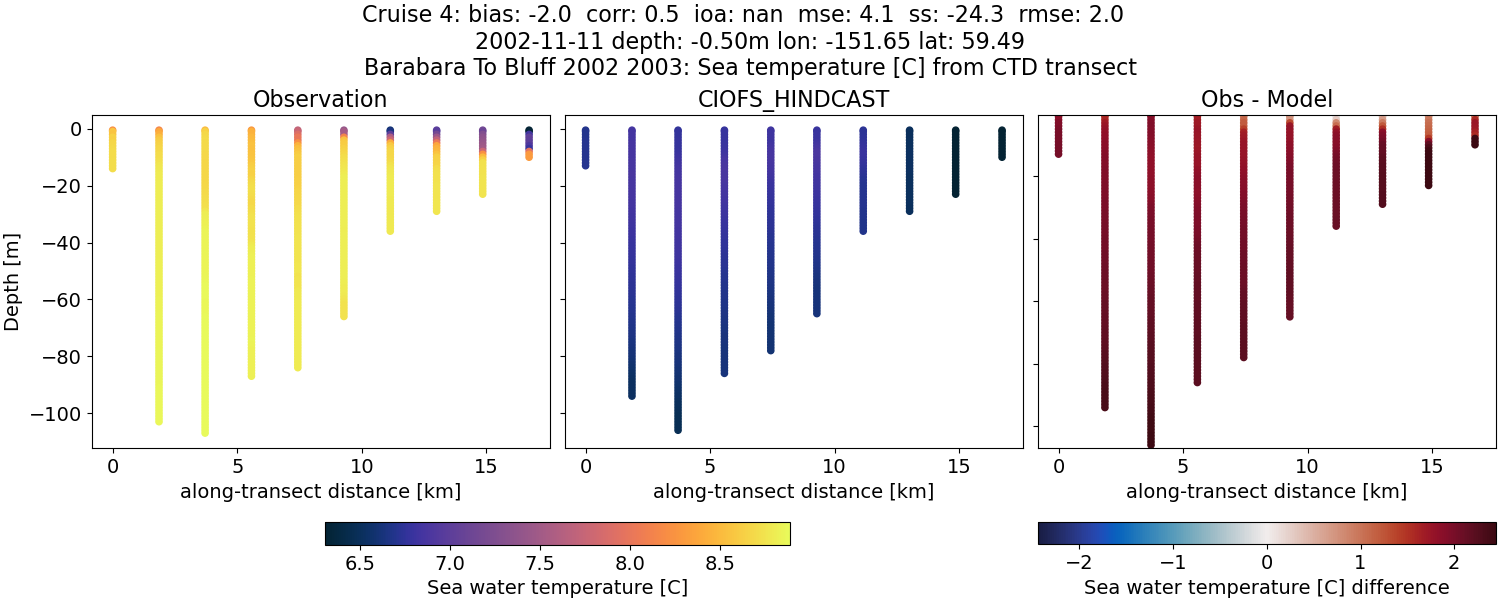 Cruise 4: bias: -2.0  corr: 0.5  ioa: nan  mse: 4.1  ss: -24.3  rmse: 2.0
2002-11-11 depth: -0.50m lon: -151.65 lat: 59.49
Barabara To Bluff 2002 2003: Sea temperature [C] from CTD transect
Observation
CIOFS_HINDCAST
Obs - Model
Depth [m]
0
−20
−40
−60
−80
−100
0 5 10 15
0 5 10 15
0 5 10 15
along-transect distance [km]
along-transect distance [km]
along-transect distance [km]
6.5 7.0 7.5 8.0 8.5
Sea water temperature [C]
−2 −1 0 1 2
Sea water temperature [C] difference